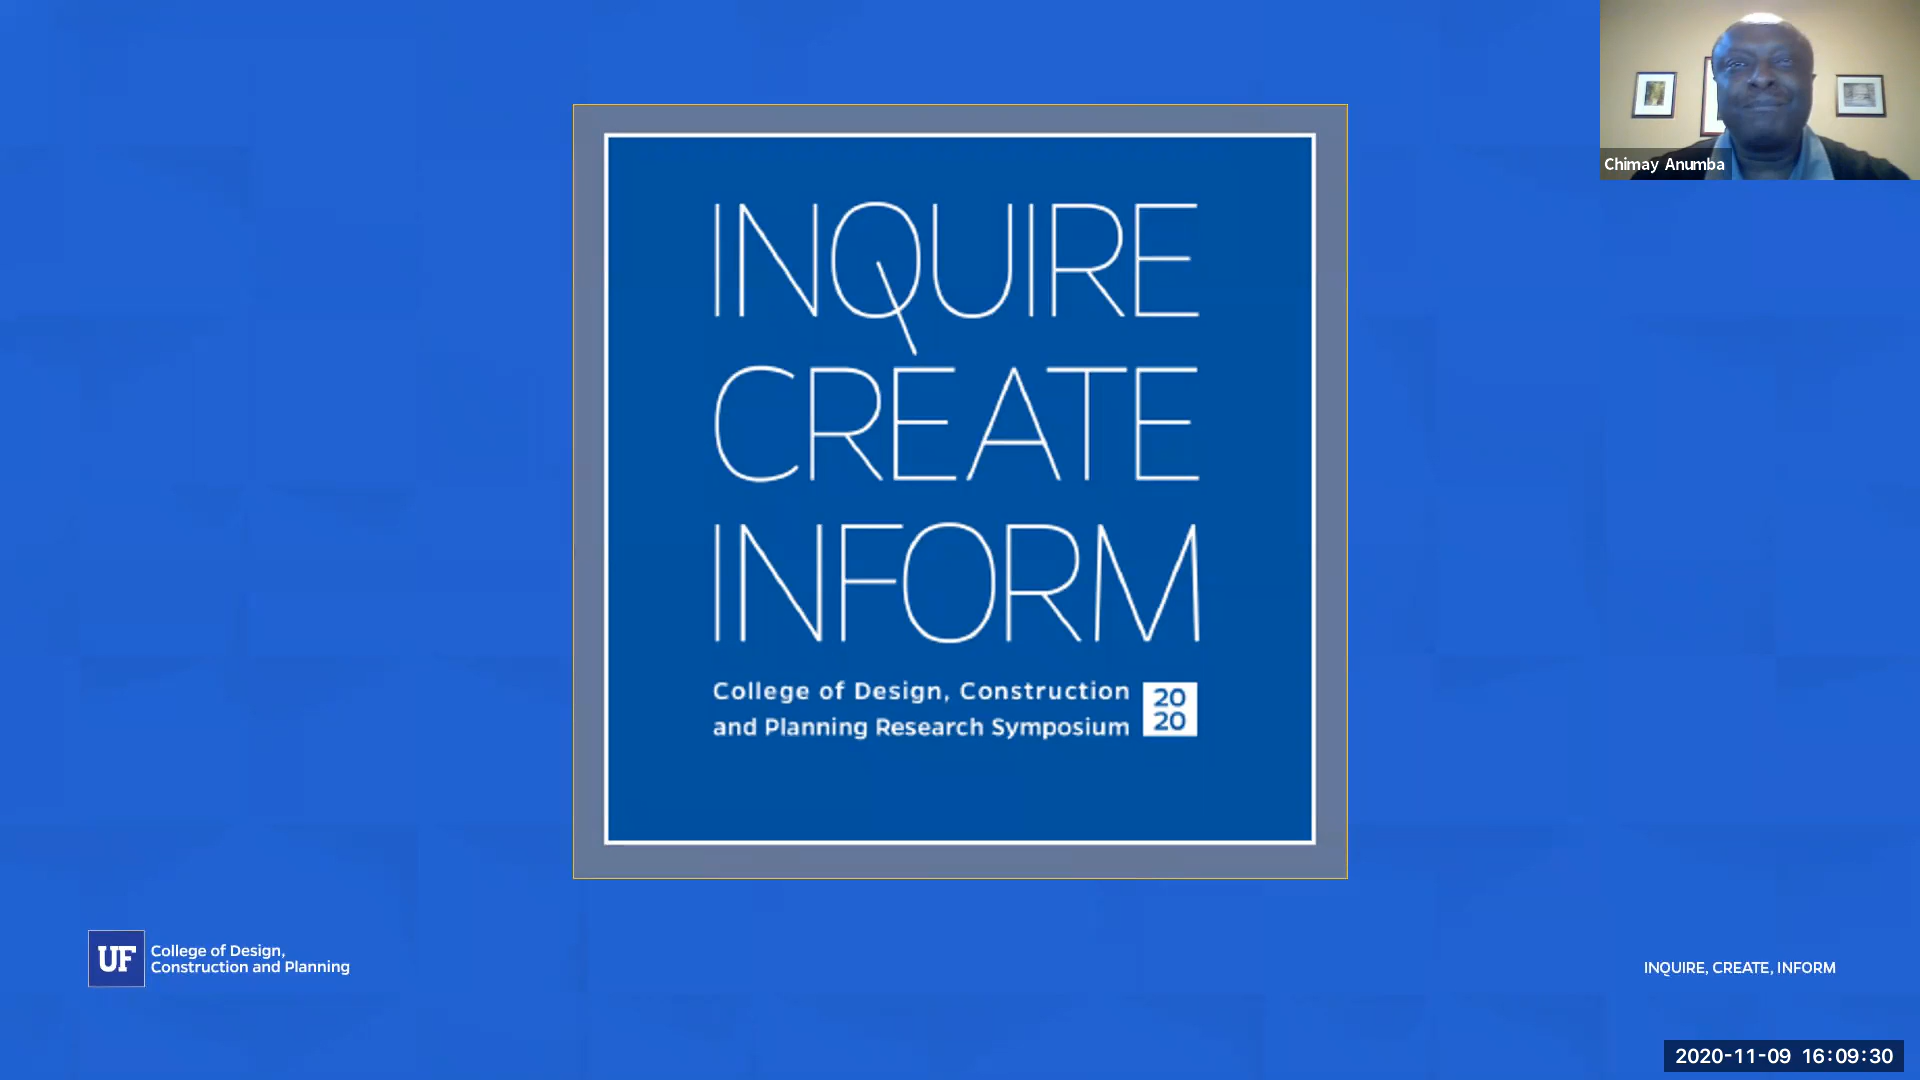 Chimay Anumba
INQUIRE
CREATE
INFORM
College of Design, Construction
and Planning Research Symposium
20
20
UF
College of Design,
Construction and Planning
INQUIRE, CREATE, INFORM
2020-11-09 16:09:30